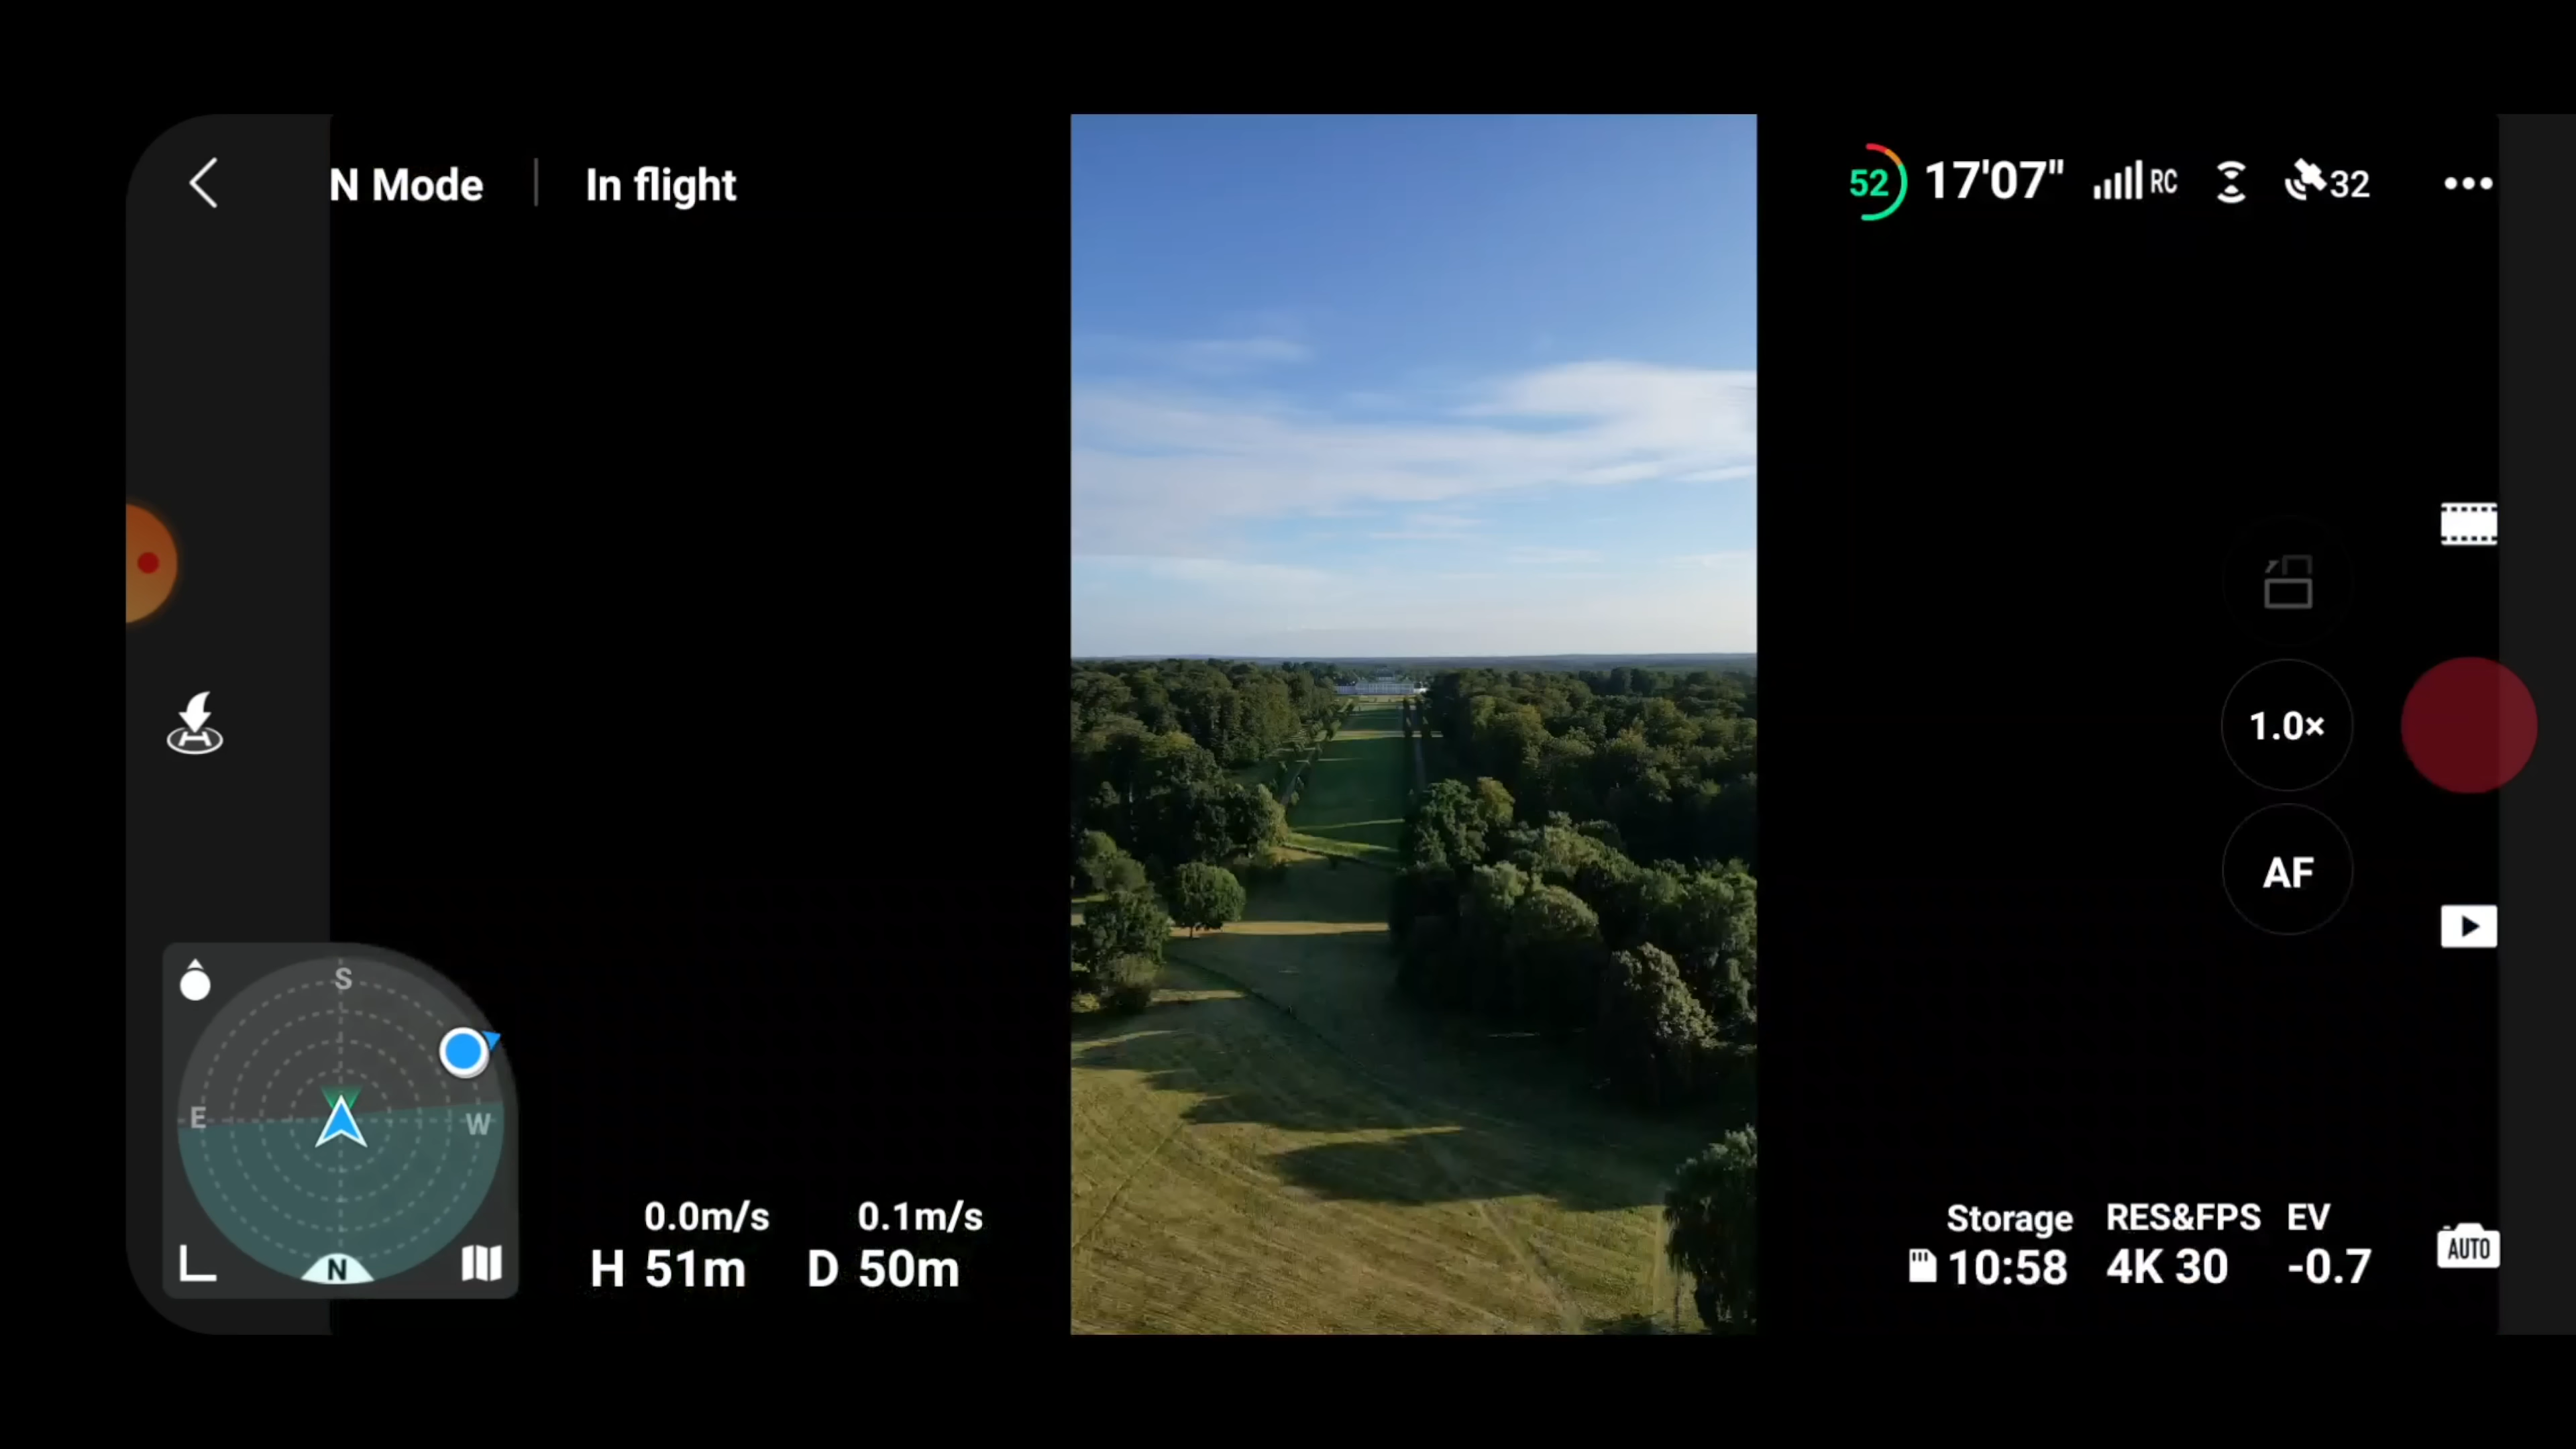 N Mode | In flight
52 17'07" RC 32
1.0×
AF
S
E
W
N
0.0m/s 0.1m/s
H 51m D 50m
Storage RES&FPS EV
10:58 4K 30 -0.7
AUTO